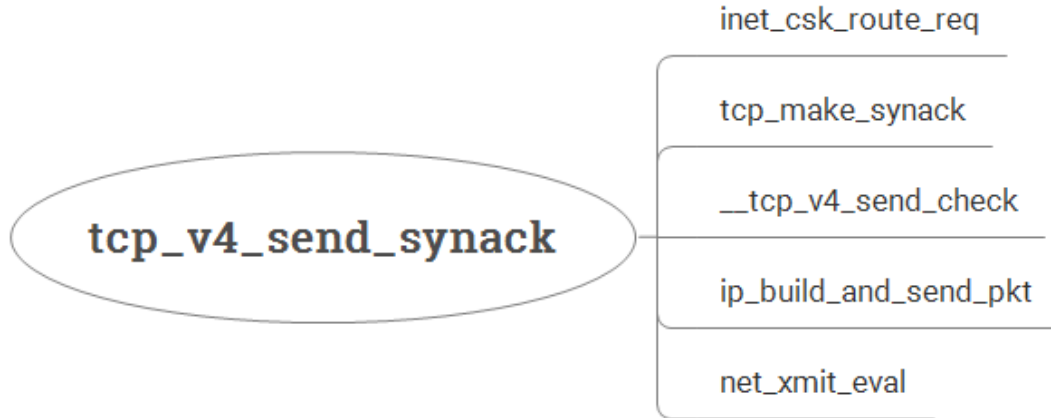 inet_csk_route_req
tcp_make_synack
__tcp_v4_send_check
tcp_v4_send_synack
ip_build_and_send_pkt
net_xmit_eval